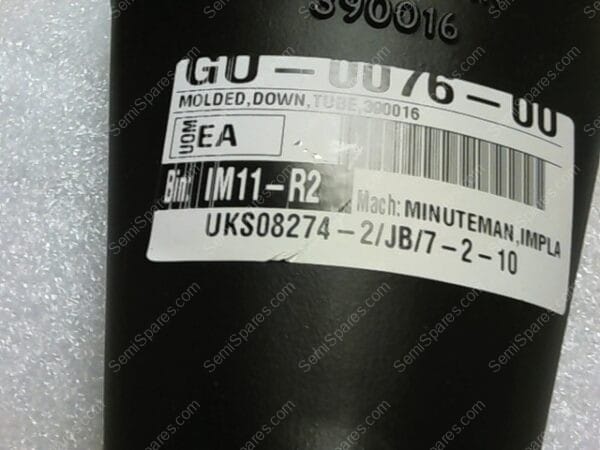 390016
GU-0076-00
MOLDED,DOWN,TUBE,390016
UOM EA
Bin: IM11-R2
Mach: MINUTEMAN,IMPLA
UKS08274-2/JB/7-2-10
SemiSpares.com